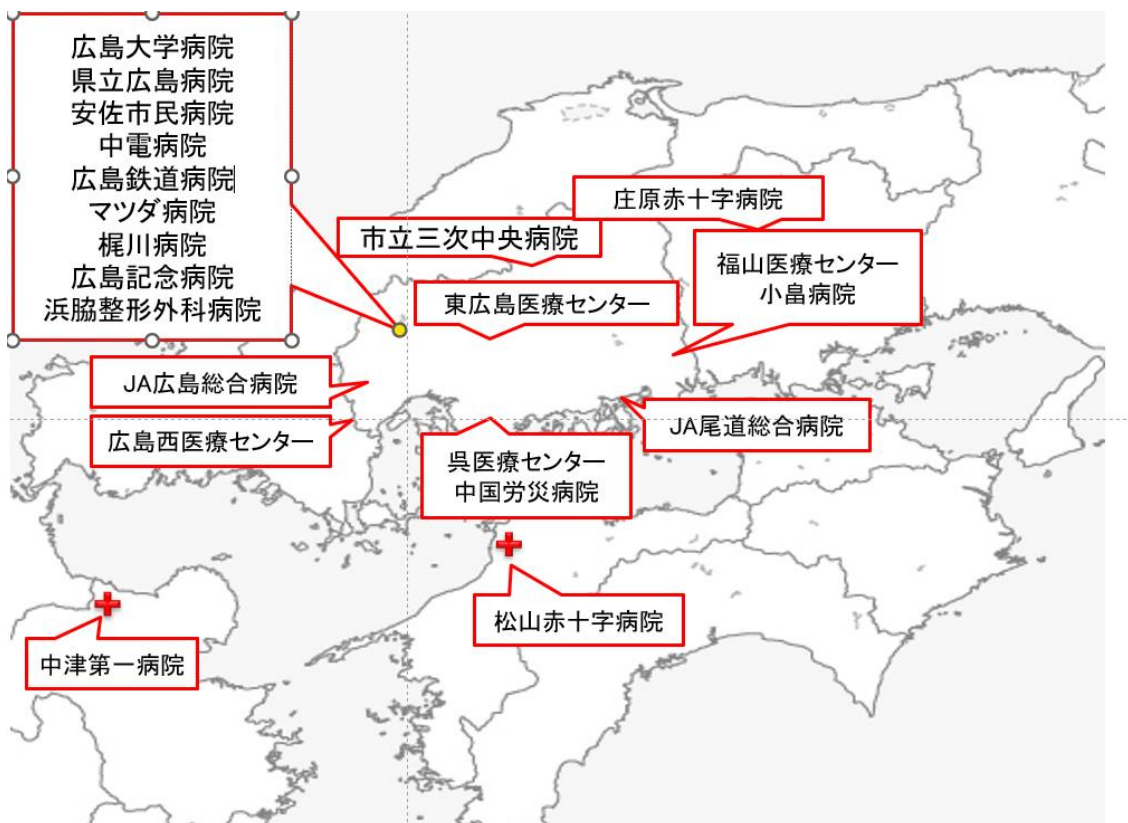 広島大学病院
県立広島病院
安佐市民病院
中電病院
広島鉄道病院
マツダ病院
梶川病院
広島記念病院
浜脇整形外科病院
庄原赤十字病院
市立三次中央病院
福山医療センター
小畠病院
東広島医療センター
JA広島総合病院
JA尾道総合病院
広島西医療センター
呉医療センター
中国労災病院
松山赤十字病院
中津第一病院